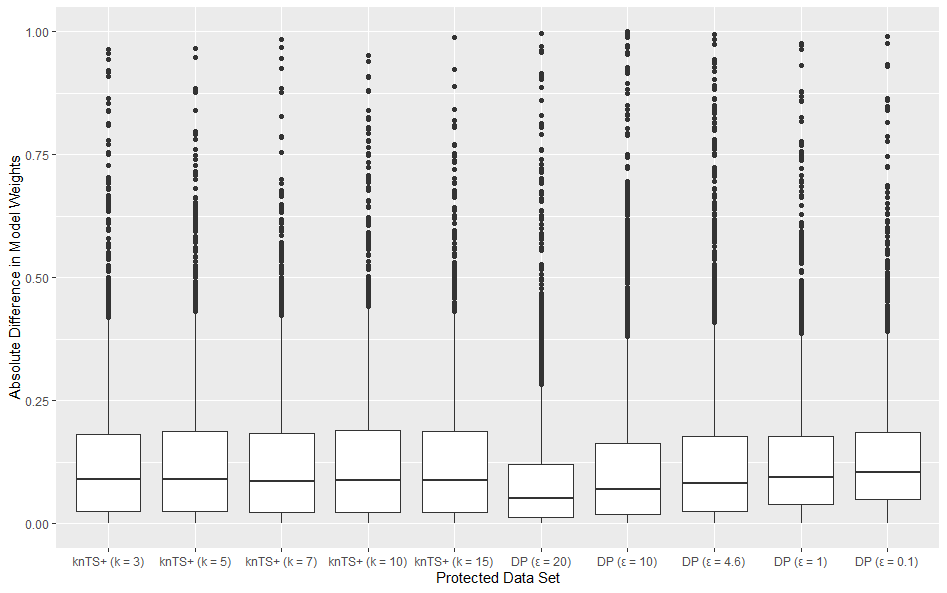 Absolute Difference in Model Weights
1.00
0.75
0.50
0.25
0.00
knTS+ (k = 3) knTS+ (k = 5) knTS+ (k = 7) knTS+ (k = 10) knTS+ (k = 15) DP (ε = 20) DP (ε = 10) DP (ε = 4.6) DP (ε = 1) DP (ε = 0.1)
Protected Data Set